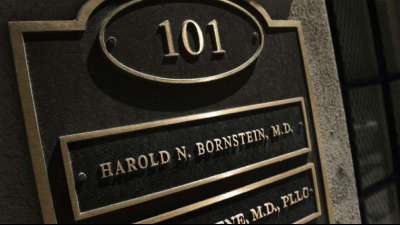 101
HAROLD N. BORNSTEIN, M.D.
M.D., PLLC